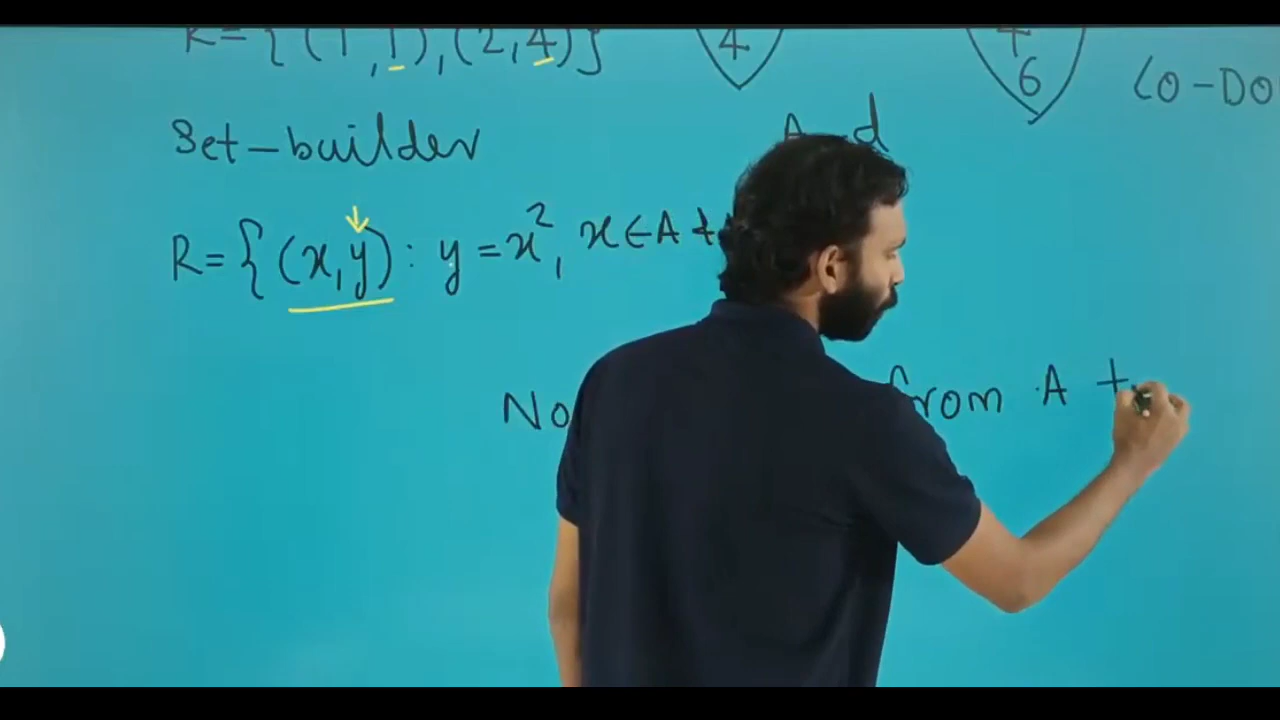 R={(1,1),(2,4)}
4
4
6
Co-Do
Set-builder
R={(x,y): y=x², x∈A
No from A t